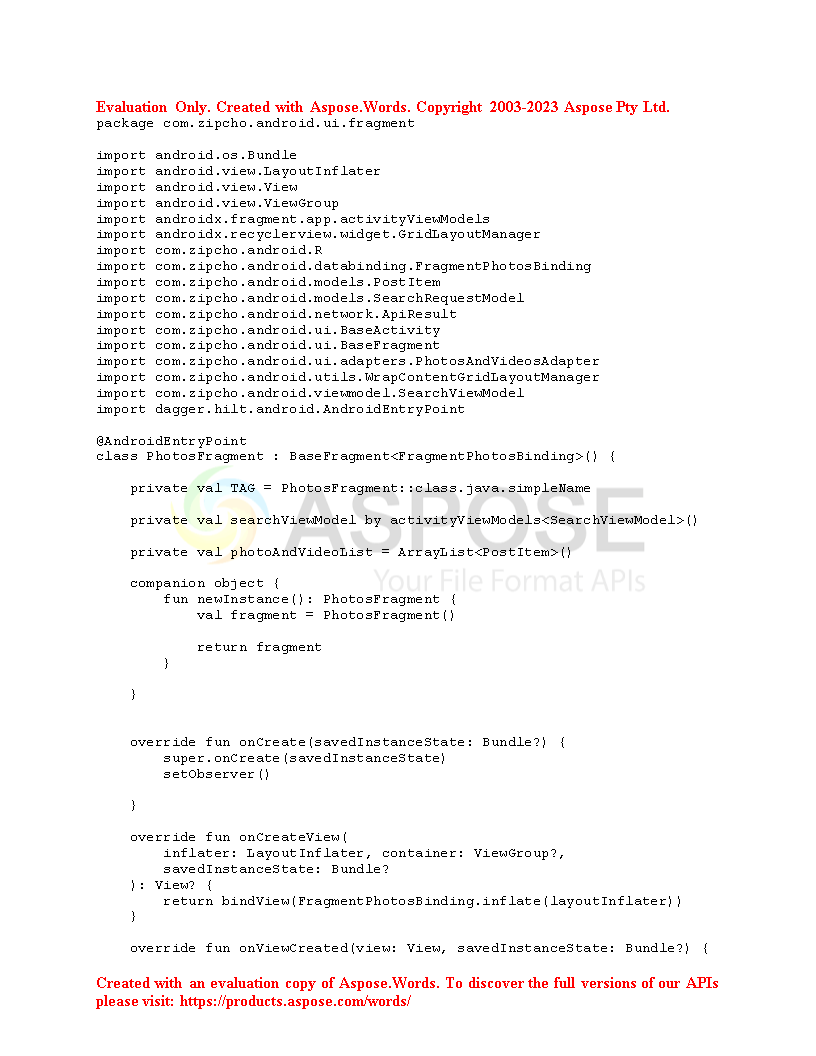 Evaluation Only. Created with Aspose.Words. Copyright 2003-2023 Aspose Pty Ltd.
package com.zipcho.android.ui.fragment

import android.os.Bundle
import android.view.LayoutInflater
import android.view.View
import android.view.ViewGroup
import androidx.fragment.app.activityViewModels
import androidx.recyclerview.widget.GridLayoutManager
import com.zipcho.android.R
import com.zipcho.android.databinding.FragmentPhotosBinding
import com.zipcho.android.models.PostItem
import com.zipcho.android.models.SearchRequestModel
import com.zipcho.android.network.ApiResult
import com.zipcho.android.ui.BaseActivity
import com.zipcho.android.ui.BaseFragment
import com.zipcho.android.ui.adapters.PhotosAndVideosAdapter
import com.zipcho.android.utils.WrapContentGridLayoutManager
import com.zipcho.android.viewmodel.SearchViewModel
import dagger.hilt.android.AndroidEntryPoint

@AndroidEntryPoint
class PhotosFragment : BaseFragment<FragmentPhotosBinding>() {

    private val TAG = PhotosFragment::class.java.simpleName

    private val searchViewModel by activityViewModels<SearchViewModel>()

    private val photoAndVideoList = ArrayList<PostItem>()
ASPOSE
Your File Format APIs

    companion object {
        fun newInstance(): PhotosFragment {
            val fragment = PhotosFragment()

            return fragment
        }

    }


    override fun onCreate(savedInstanceState: Bundle?) {
        super.onCreate(savedInstanceState)
        setObserver()

    }

    override fun onCreateView(
        inflater: LayoutInflater, container: ViewGroup?,
        savedInstanceState: Bundle?
    ): View? {
        return bindView(FragmentPhotosBinding.inflate(layoutInflater))
    }

    override fun onViewCreated(view: View, savedInstanceState: Bundle?) {

Created with an evaluation copy of Aspose.Words. To discover the full versions of our APIs
please visit: https://products.aspose.com/words/